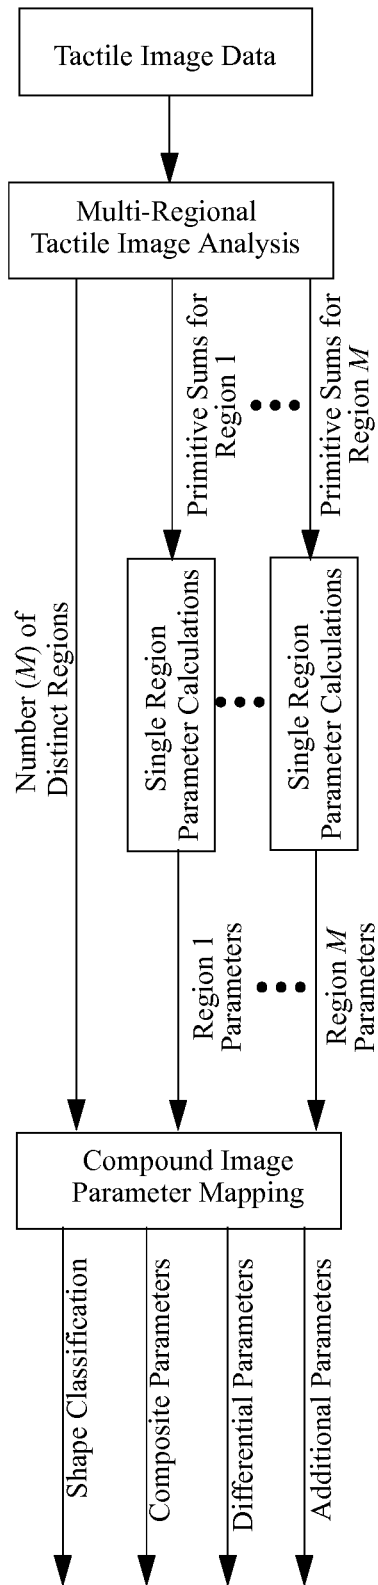 Tactile Image Data
Multi-Regional
Tactile Image Analysis
Primitive Sums for
Region 1
Primitive Sums for
Region M
Number (M) of
Distinct Regions
Single Region
Parameter Calculations
Single Region
Parameter Calculations
Region 1
Parameters
Region M
Parameters
Compound Image
Parameter Mapping
Shape Classification
Composite Parameters
Differential Parameters
Additional Parameters